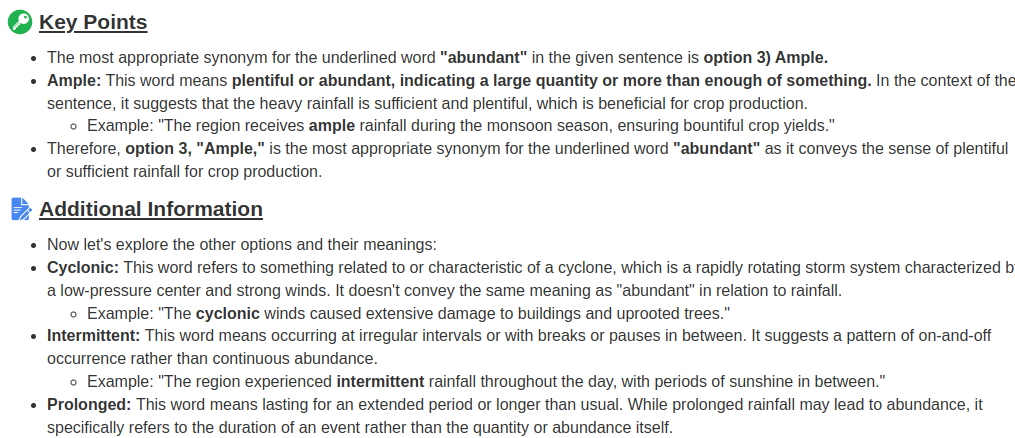 Key Points
The most appropriate synonym for the underlined word "abundant" in the given sentence is option 3) Ample.
Ample: This word means plentiful or abundant, indicating a large quantity or more than enough of something. In the context of the
sentence, it suggests that the heavy rainfall is sufficient and plentiful, which is beneficial for crop production.
Example: "The region receives ample rainfall during the monsoon season, ensuring bountiful crop yields."
Therefore, option 3, "Ample," is the most appropriate synonym for the underlined word "abundant" as it conveys the sense of plentiful
or sufficient rainfall for crop production.
Additional Information
Now let's explore the other options and their meanings:
Cyclonic: This word refers to something related to or characteristic of a cyclone, which is a rapidly rotating storm system characterized by
a low-pressure center and strong winds. It doesn't convey the same meaning as "abundant" in relation to rainfall.
Example: "The cyclonic winds caused extensive damage to buildings and uprooted trees."
Intermittent: This word means occurring at irregular intervals or with breaks or pauses in between. It suggests a pattern of on-and-off
occurrence rather than continuous abundance.
Example: "The region experienced intermittent rainfall throughout the day, with periods of sunshine in between."
Prolonged: This word means lasting for an extended period or longer than usual. While prolonged rainfall may lead to abundance, it
specifically refers to the duration of an event rather than the quantity or abundance itself.